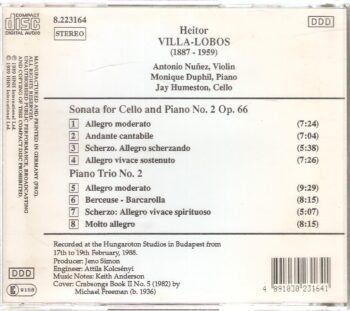 COMPACT
disc
DIGITAL AUDIO
8.223164
STEREO
DDD
Heitor
VILLA-LOBOS
(1887 - 1959)
Antonio Nuñez, Violin
Monique Duphil, Piano
Jay Humeston, Cello
Sonata for Cello and Piano No. 2 Op. 66
1 Allegro moderato (7:24)
2 Andante cantabile (7:04)
3 Scherzo. Allegro scherzando (5:38)
4 Allegro vivace sostenuto (7:26)
Piano Trio No. 2
5 Allegro moderato (9:29)
6 Berceuse - Barcarolla (8:15)
7 Scherzo: Allegro vivace spirituoso (5:07)
8 Molto allegro (8:15)
Recorded at the Hungaroton Studios in Budapest from
17th to 19th February, 1988.
Producer: Jeno Simon
Engineer: Attila Kolcsényi
Music Notes: Keith Anderson
Cover: Crabsongs Book II No. 5 (1982) by
Michael Freeman (b. 1936)
4 891030 231641
DDD